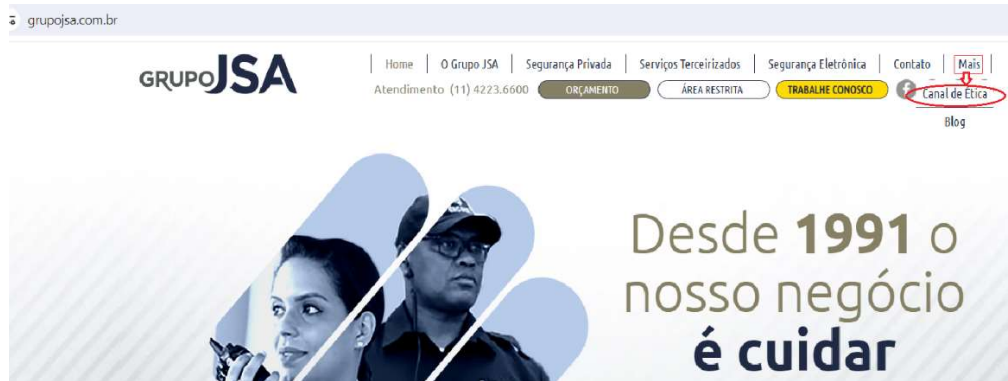 grupojsa.com.br
GRUPO JSA
Home | O Grupo JSA | Segurança Privada | Serviços Terceirizados | Segurança Eletrônica | Contato | Mais |
Atendimento (11) 4223.6600 ORÇAMENTO ÁREA RESTRITA TRABALHE CONOSCO f Canal de Ética
Blog
Desde 1991 o
nosso negócio
é cuidar